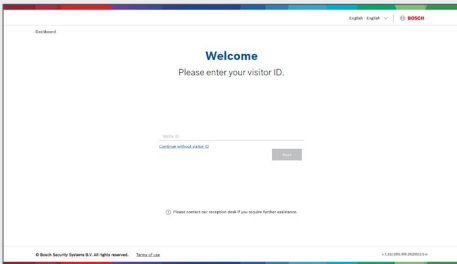 English - English
BOSCH
Dashboard
Welcome
Please enter your visitor ID.
Visitor ID
Continue without visitor ID
Next
Please contact our reception desk if you require further assistance.
© Bosch Security Systems B.V. All rights reserved. Terms of use